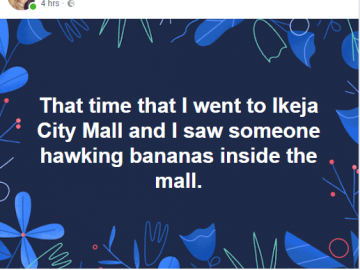 4 hrs ·
That time that I went to Ikeja
City Mall and I saw someone
hawking bananas inside the
mall.